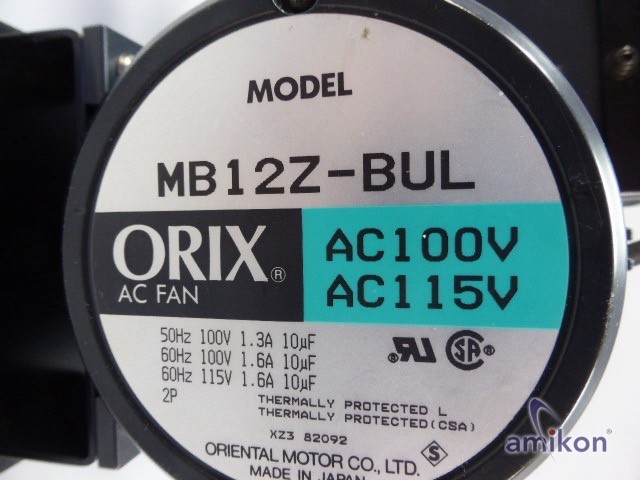 MODEL
MB12Z-BUL
ORIX®
AC FAN
AC100V
AC115V
50Hz 100V 1.3A 10µF
60Hz 100V 1.6A 10µF
60Hz 115V 1.6A 10µF
2P
RU
SA
THERMALLY PROTECTED L
THERMALLY PROTECTED(CSA)
XZ3 82092
S
ORIENTAL MOTOR CO., LTD.
MADE IN JAPAN
amikon®